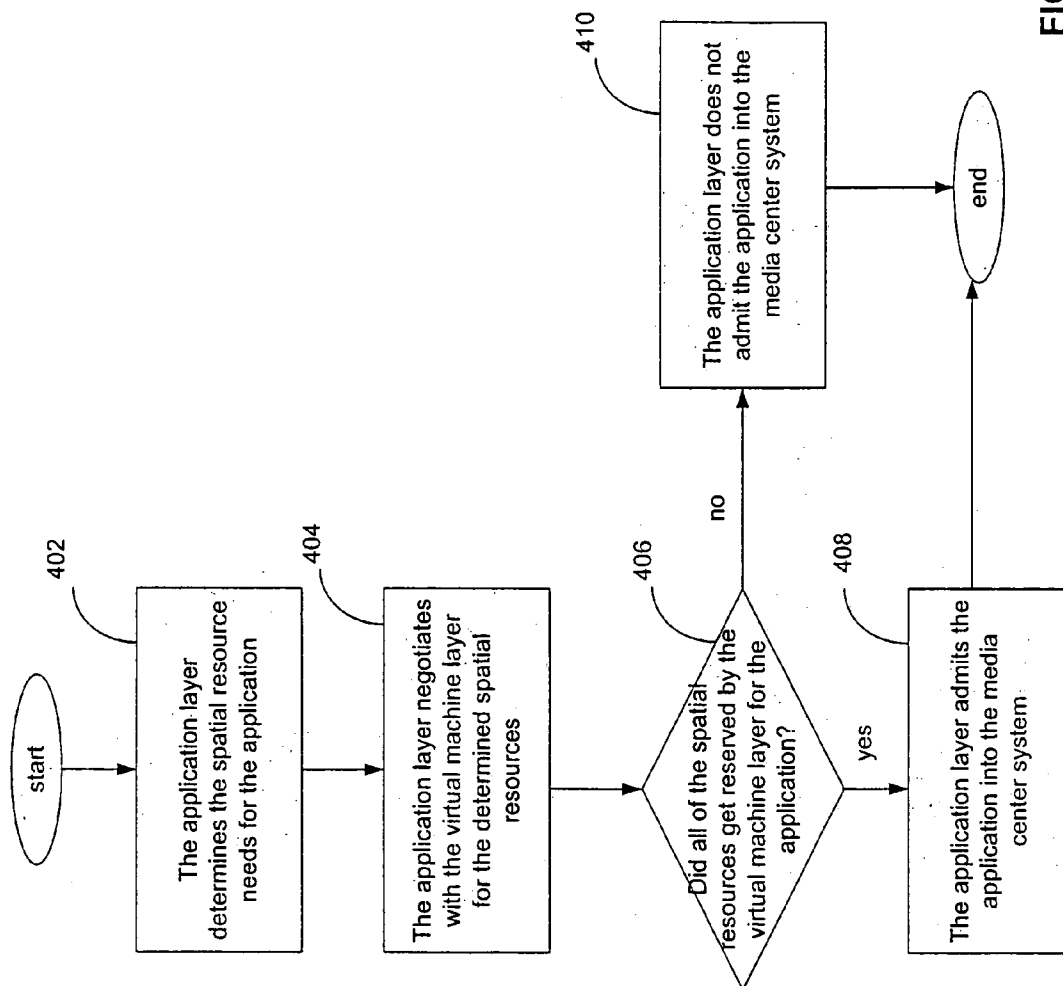 start
402
The application layer
determines the spatial resource
needs for the application
404
The application layer negotiates
with the virtual machine layer
for the determined spatial
resources
406
Did all of the spatial
resources get reserved by the
virtual machine layer for the
application?
no
yes
408
The application layer admits the
application into the media
center system
410
The application layer does not
admit the application into the
media center system
end